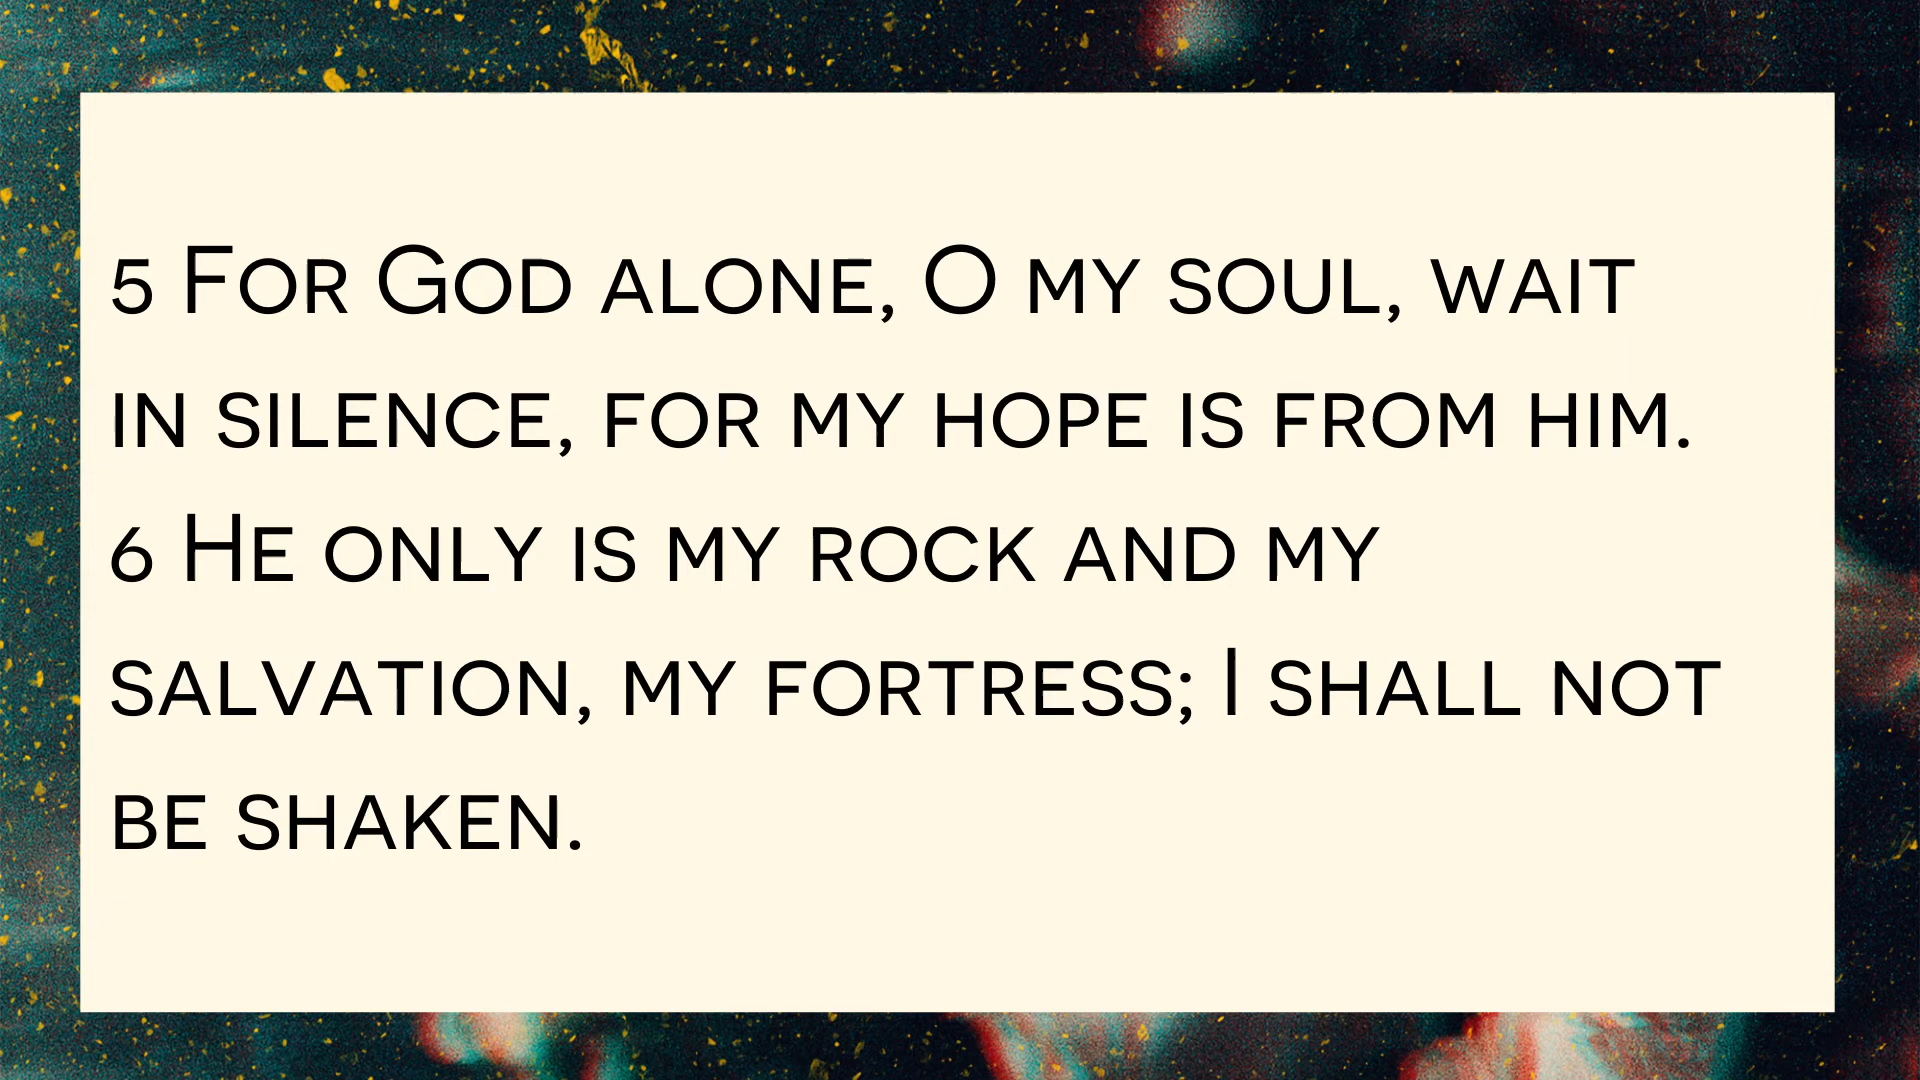 5 For God alone, O my soul, wait
in silence, for my hope is from him.
6 He only is my rock and my
salvation, my fortress; I shall not
be shaken.